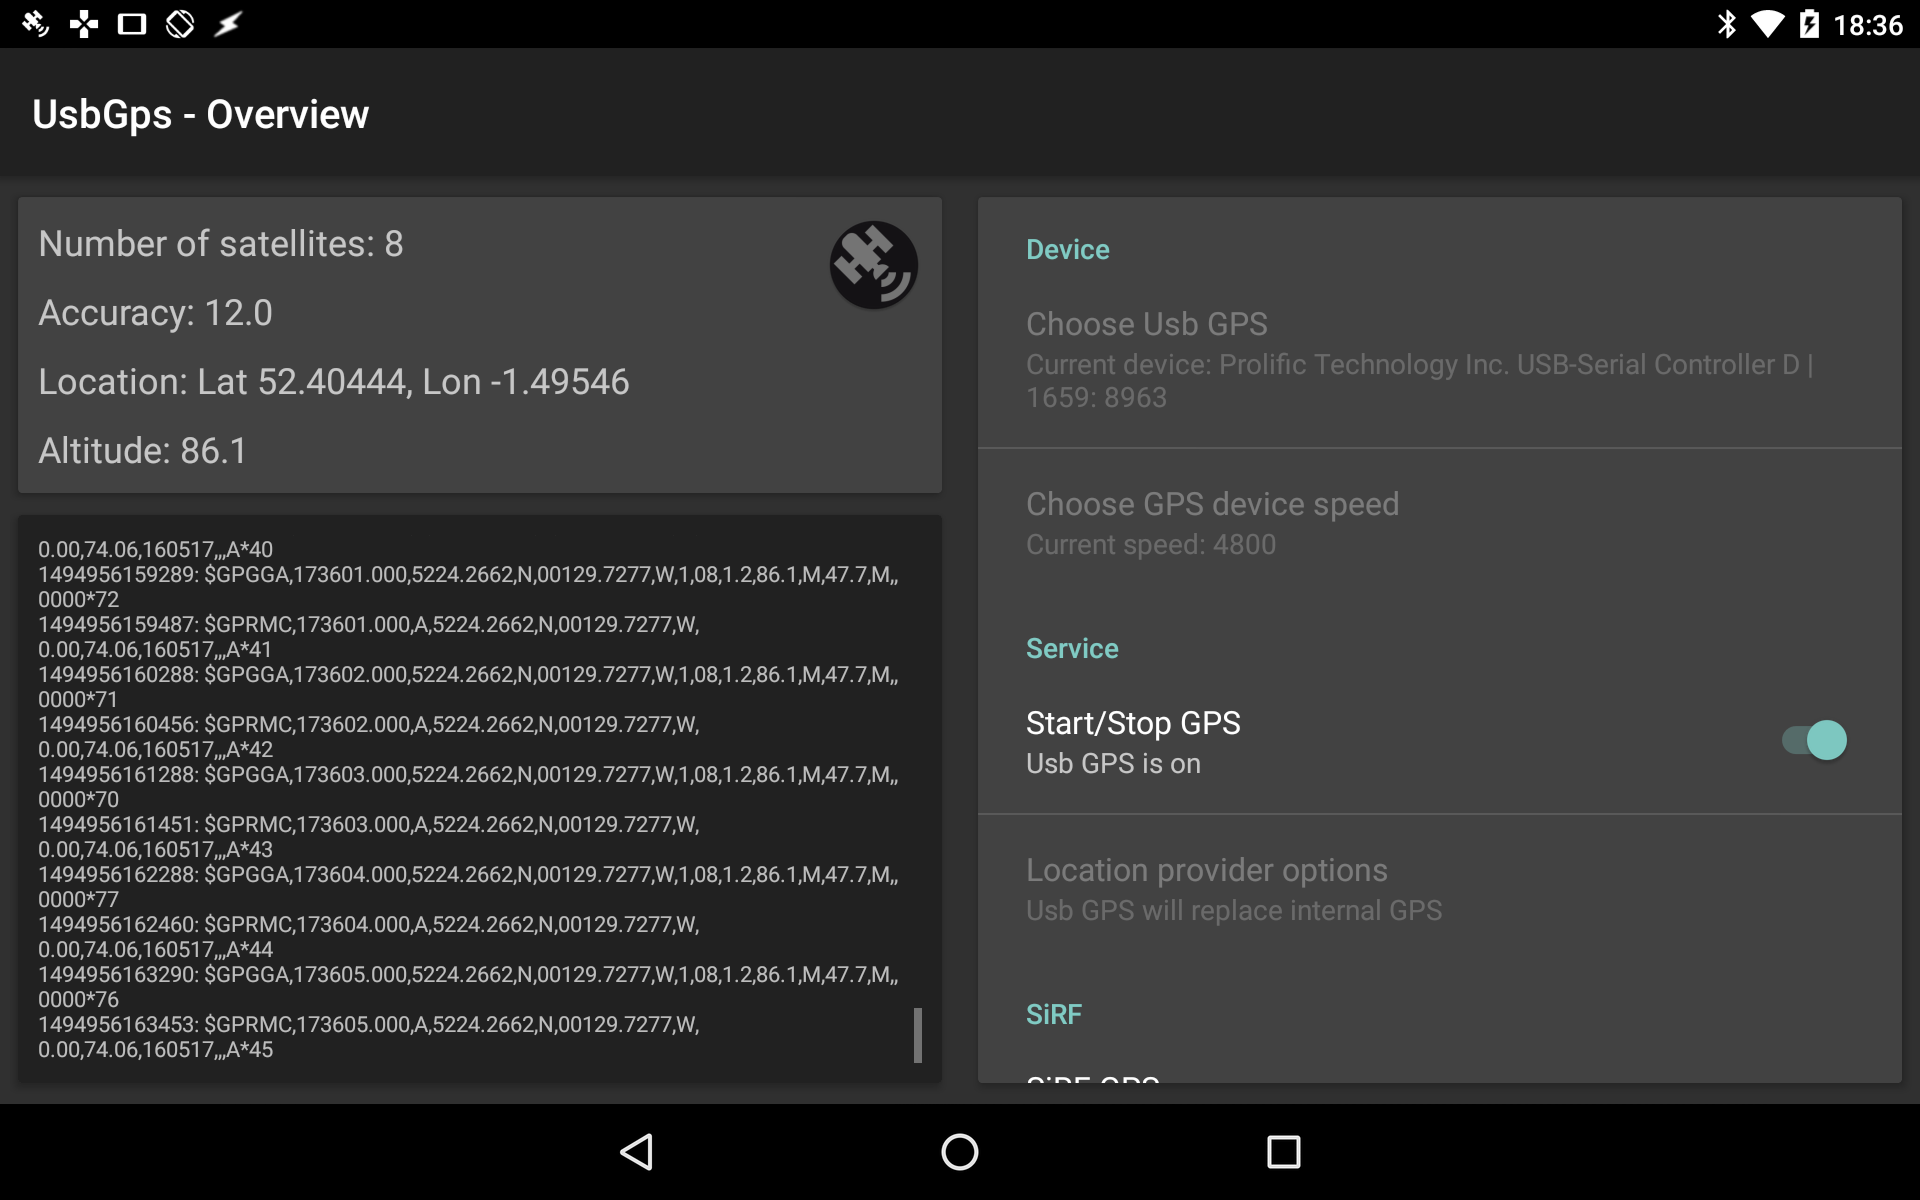 18:36
UsbGps - Overview
Number of satellites: 8
Accuracy: 12.0
Location: Lat 52.40444, Lon -1.49546
Altitude: 86.1
0.00,74.06,160517,,,A*40
1494956159289: $GPGGA,173601.000,5224.2662,N,00129.7277,W,1,08,1.2,86.1,M,47.7,M,,
0000*72
1494956159487: $GPRMC,173601.000,A,5224.2662,N,00129.7277,W,
0.00,74.06,160517,,,A*41
1494956160288: $GPGGA,173602.000,5224.2662,N,00129.7277,W,1,08,1.2,86.1,M,47.7,M,,
0000*71
1494956160456: $GPRMC,173602.000,A,5224.2662,N,00129.7277,W,
0.00,74.06,160517,,,A*42
1494956161288: $GPGGA,173603.000,5224.2662,N,00129.7277,W,1,08,1.2,86.1,M,47.7,M,,
0000*70
1494956161451: $GPRMC,173603.000,A,5224.2662,N,00129.7277,W,
0.00,74.06,160517,,,A*43
1494956162288: $GPGGA,173604.000,5224.2662,N,00129.7277,W,1,08,1.2,86.1,M,47.7,M,,
0000*77
1494956162460: $GPRMC,173604.000,A,5224.2662,N,00129.7277,W,
0.00,74.06,160517,,,A*44
1494956163290: $GPGGA,173605.000,5224.2662,N,00129.7277,W,1,08,1.2,86.1,M,47.7,M,,
0000*76
1494956163453: $GPRMC,173605.000,A,5224.2662,N,00129.7277,W,
0.00,74.06,160517,,,A*45
Device
Choose Usb GPS
Current device: Prolific Technology Inc. USB-Serial Controller D |
1659: 8963
Choose GPS device speed
Current speed: 4800
Service
Start/Stop GPS
Usb GPS is on
Location provider options
Usb GPS will replace internal GPS
SiRF
SiRF GPS